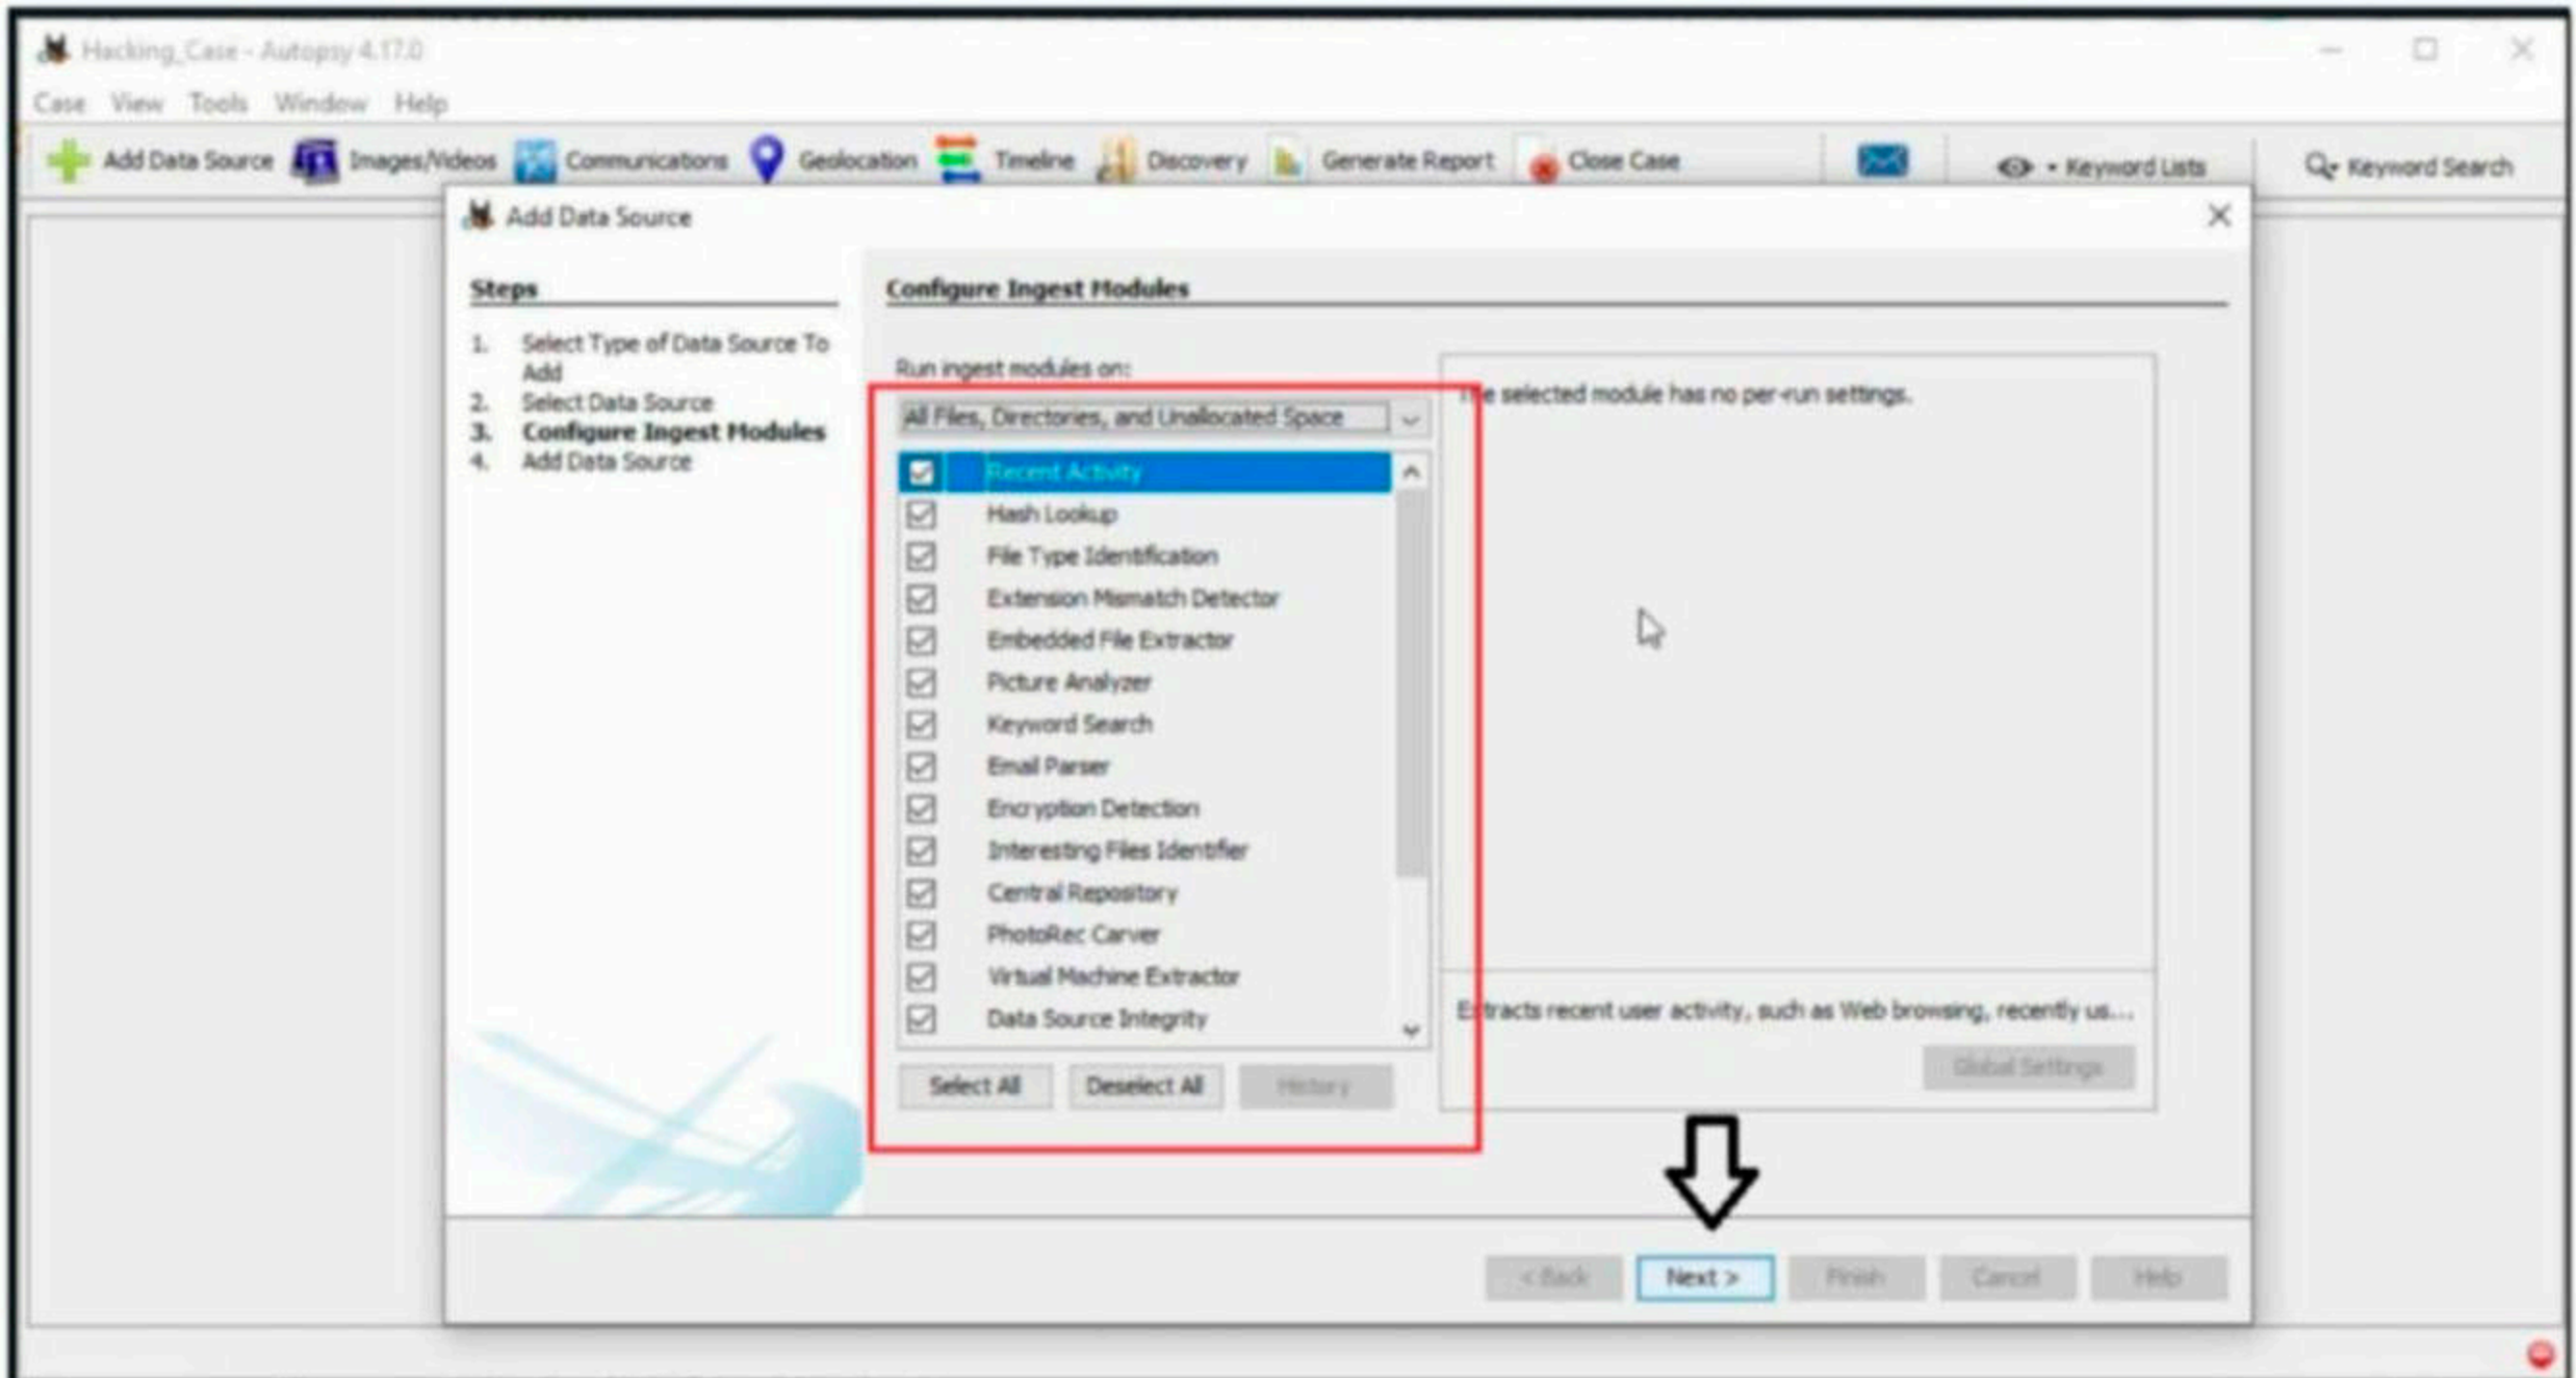 Hacking_Case - Autopsy 4.17.0
Case View Tools Window Help
Add Data Source Images/Videos Communications Geolocation Timeline Discovery Generate Report Close Case Keyword Lists Keyword Search
Add Data Source
Steps
1. Select Type of Data Source To
Add
2. Select Data Source
3. Configure Ingest Modules
4. Add Data Source
Configure Ingest Modules
Run ingest modules on:
All Files, Directories, and Unallocated Space
Recent Activity
Hash Lookup
File Type Identification
Extension Mismatch Detector
Embedded File Extractor
Picture Analyzer
Keyword Search
Email Parser
Encryption Detection
Interesting Files Identifier
Central Repository
PhotoRec Carver
Virtual Machine Extractor
Data Source Integrity
Select All Deselect All History
The selected module has no per-run settings.
Extracts recent user activity, such as Web browsing, recently us...
Global Settings
< Back Next > Finish Cancel Help